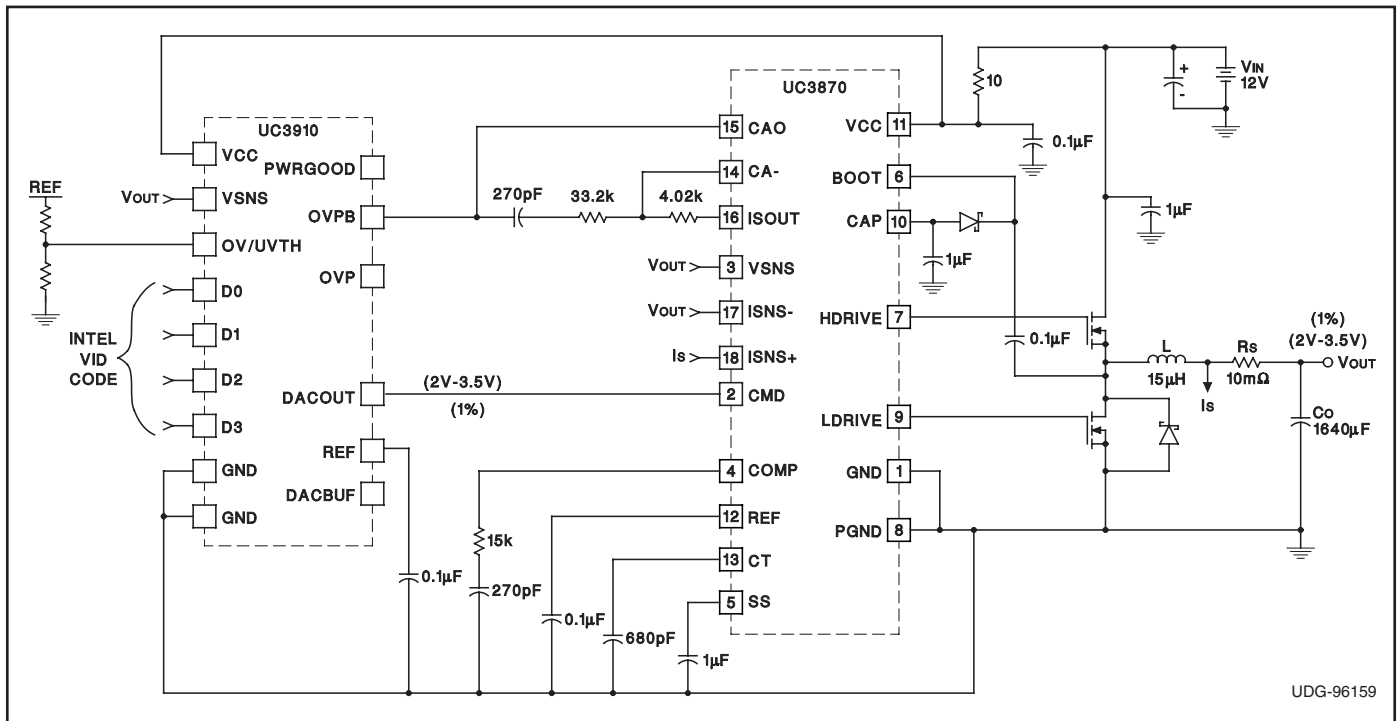 UC3910
VCC
VSNS
OV/UVTH
D0
D1
D2
D3
GND
GND
PWRGOOD
OVPB
OVP
DACOUT
REF
DACBUF
REF
VOUT
INTEL
VID
CODE
270pF
33.2k
4.02k
(2V-3.5V)
(1%)
0.1µF
15k
270pF
0.1µF
680pF
1µF
UC3870
15 CAO
14 CA-
16 ISOUT
VOUT 3 VSNS
VOUT 17 ISNS-
Is 18 ISNS+
2 CMD
4 COMP
12 REF
13 CT
5 SS
VCC 11
BOOT 6
CAP 10
HDRIVE 7
LDRIVE 9
GND 1
PGND 8
10
0.1µF
1µF
0.1µF
+
-
VIN
12V
1µF
L
15µH
Rs
10mΩ
Is
(1%)
(2V-3.5V)
VOUT
Co
1640µF
UDG-96159